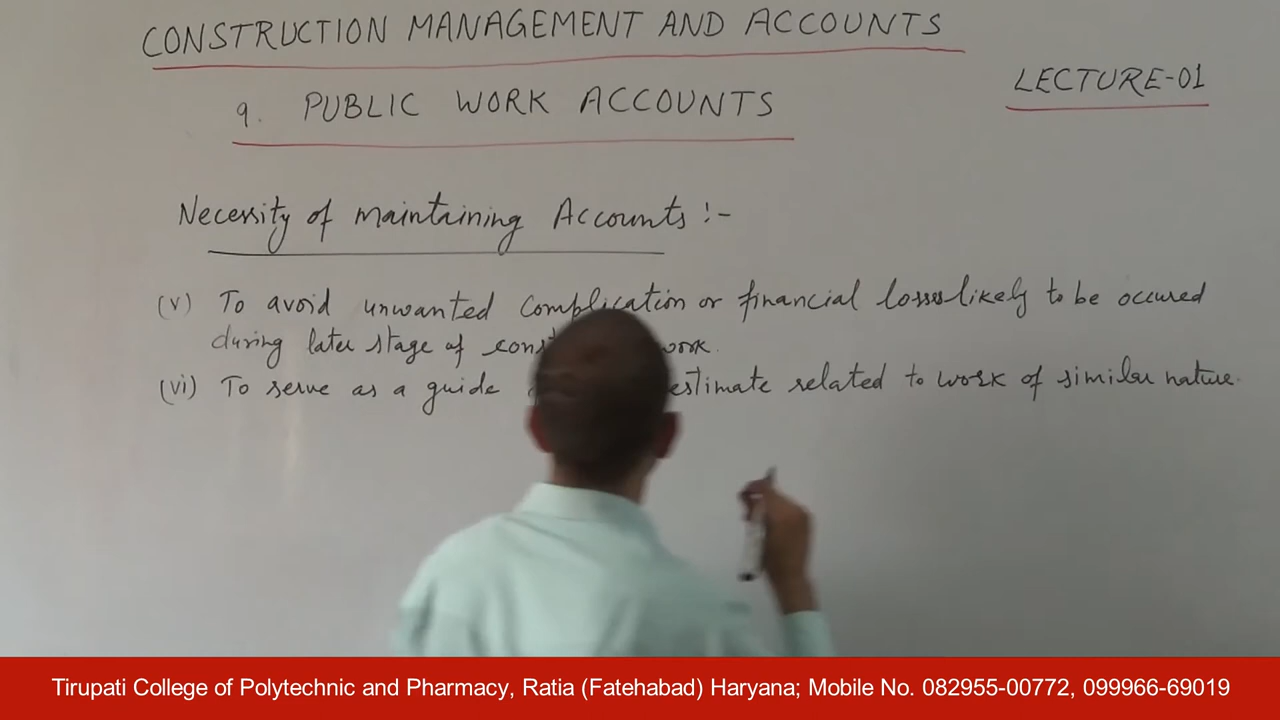 CONSTRUCTION MANAGEMENT AND ACCOUNTS
LECTURE-01
9. PUBLIC WORK ACCOUNTS
Necessity of maintaining Accounts :-
(v) To avoid unwanted complication or financial losses likely to be occured
during later stage of work.
(vi) To serve as a guide estimate related to work of similar nature.
Tirupati College of Polytechnic and Pharmacy, Ratia (Fatehabad) Haryana; Mobile No. 082955-00772, 099966-69019